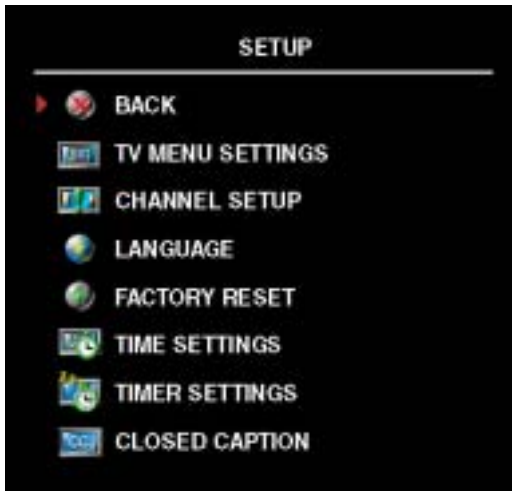 SETUP
BACK
TV MENU SETTINGS
CHANNEL SETUP
LANGUAGE
FACTORY RESET
TIME SETTINGS
TIMER SETTINGS
CLOSED CAPTION